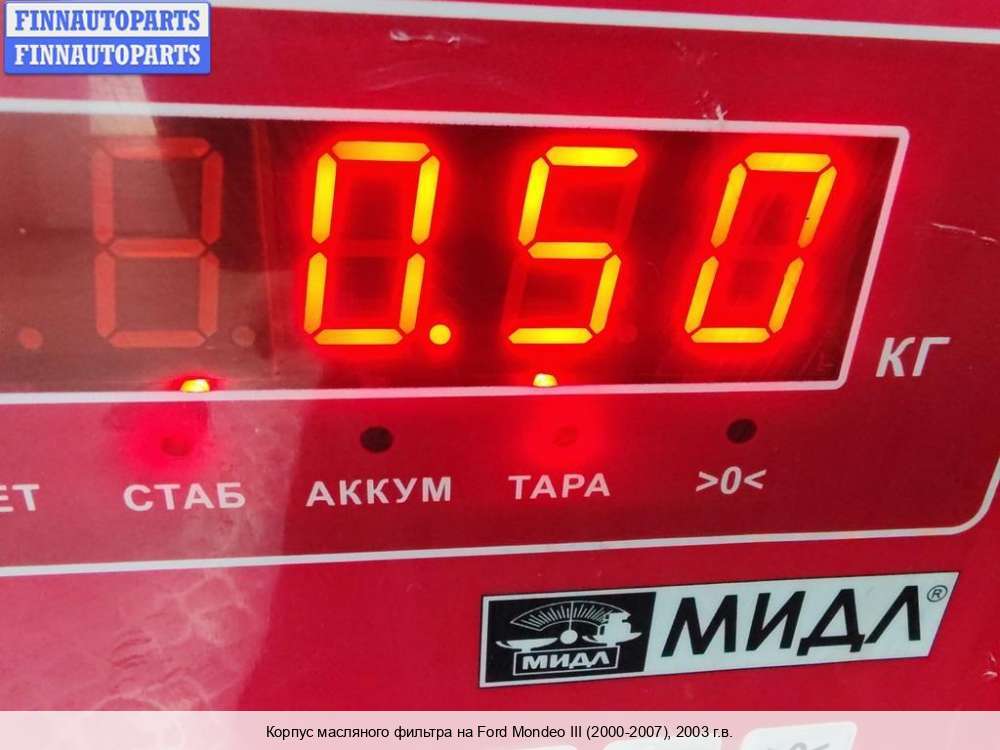 FINNAUTOPARTS
FINNAUTOPARTS
0.50
КГ
ЕТ СТАБ АККУМ ТАРА >0<
МИДЛ МИДЛ®
Корпус масляного фильтра на Ford Mondeo III (2000-2007), 2003 г.в.